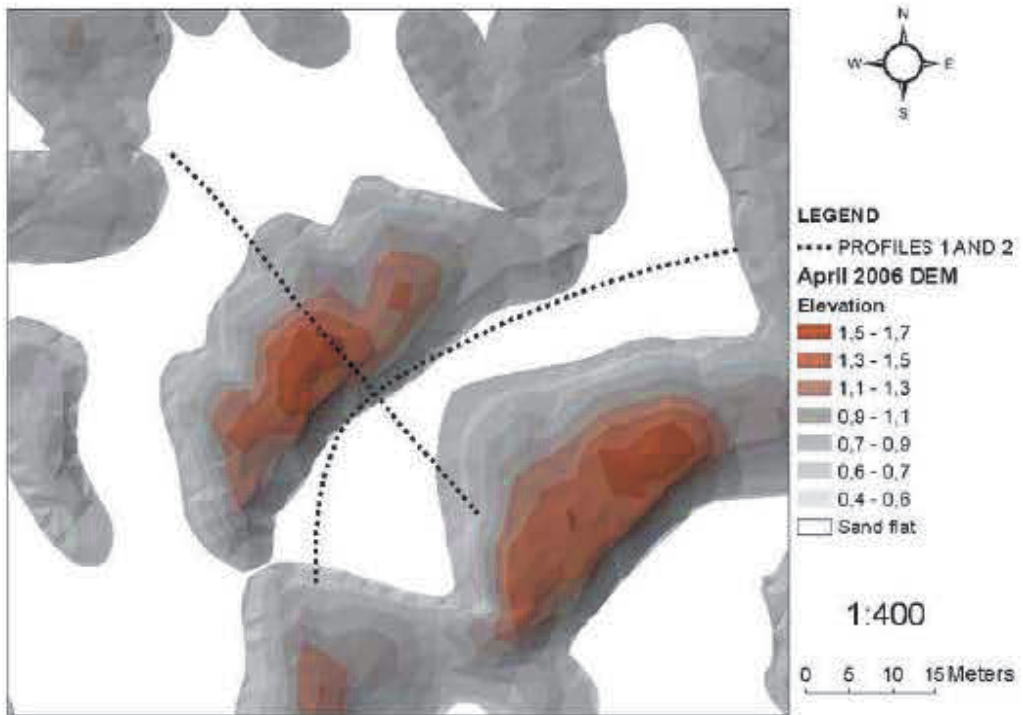 N
W E
S
LEGEND
PROFILES 1 AND 2
April 2006 DEM
Elevation
1,5 - 1,7
1,3 - 1,5
1,1 - 1,3
0,9 - 1,1
0,7 - 0,9
0,6 - 0,7
0,4 - 0,6
Sand flat
1:400
0 5 10 15 Meters